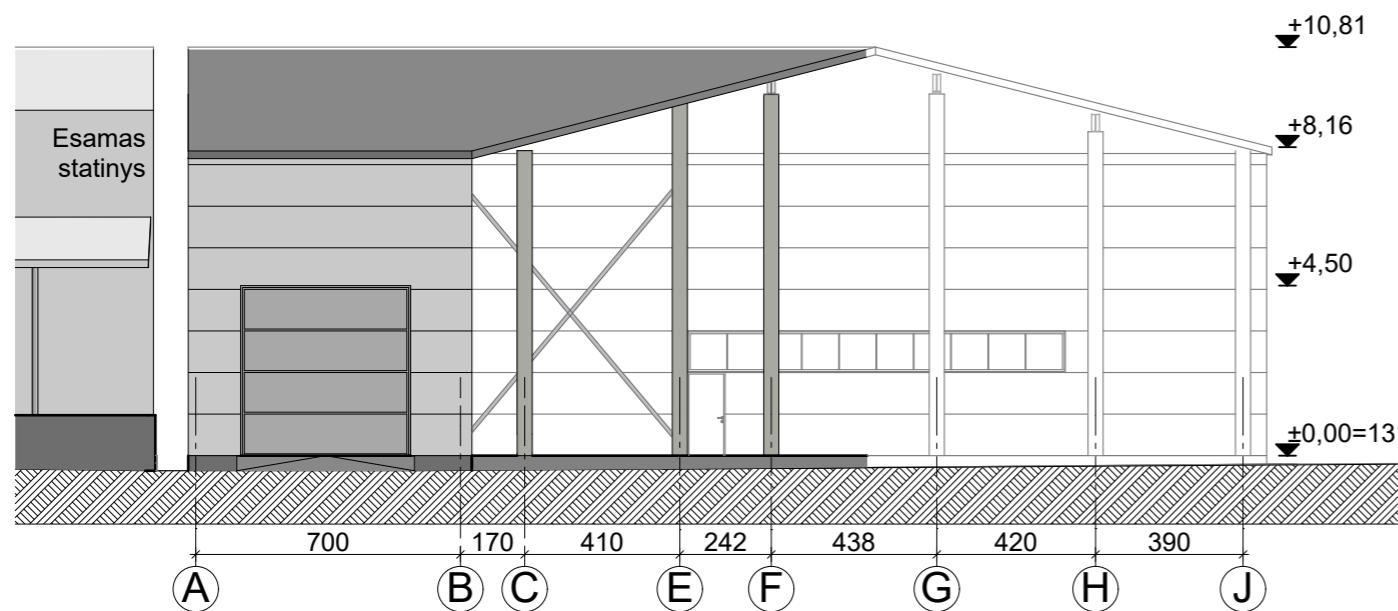 +10,81
Esamas
statinys
+8,16
+4,50
±0,00=13
700 170 410 242 438 420 390
A B C E F G H J